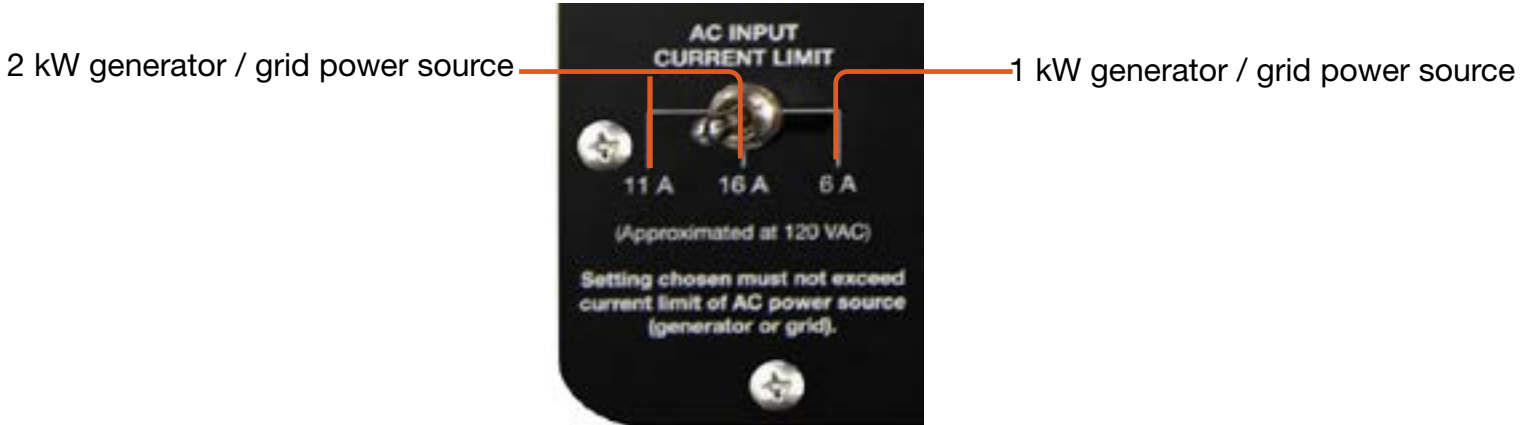 AC INPUT
CURRENT LIMIT
2 kW generator / grid power source
1 kW generator / grid power source
11 A 16 A 6 A
(Approximated at 120 VAC)
Setting chosen must not exceed
current limit of AC power source
(generator or grid).